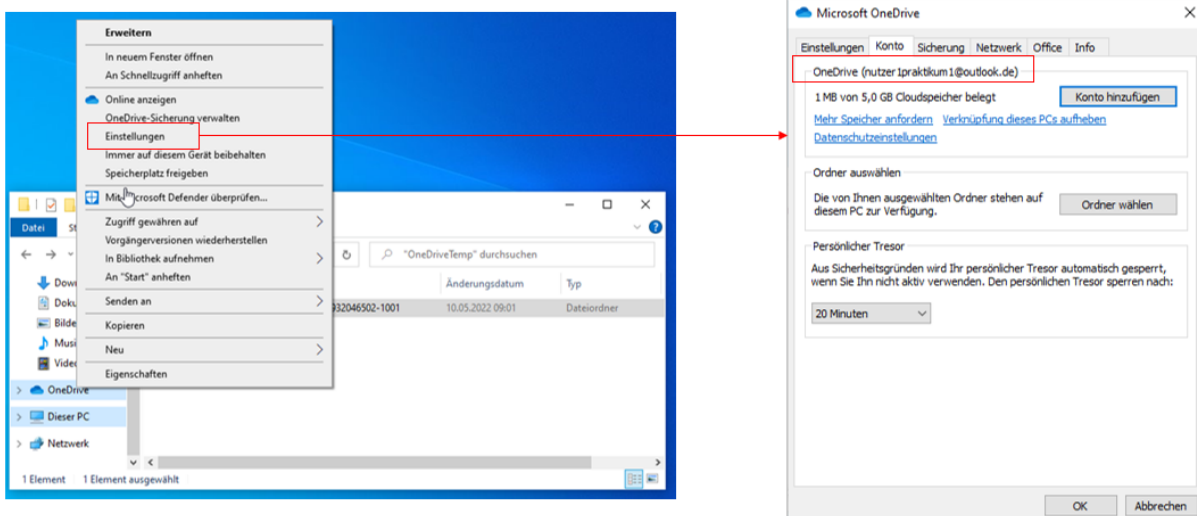 Erweitern
In neuem Fenster öffnen
An Schnellzugriff anheften
Online anzeigen
OneDrive-Sicherung verwalten
Einstellungen
Immer auf diesem Gerät beibehalten
Speicherplatz freigeben
Microsoft Defender überprüfen...
Zugriff gewähren auf
Vorgängerversionen wiederherstellen
In Bibliothek aufnehmen
An "Start" anheften
Senden an
Kopieren
Neu
Eigenschaften
Datei
"OneDriveTemp" durchsuchen
Änderungsdatum Typ
932046502-1001 10.05.2022 09:01 Dateiordner
OneDrive
Dieser PC
Netzwerk
1 Element 1 Element ausgewählt
Microsoft OneDrive
Einstellungen Konto Sicherung Netzwerk Office Info
OneDrive (nutzer1praktikum1@outlook.de)
1 MB von 5,0 GB Cloudspeicher belegt
Konto hinzufügen
Mehr Speicher anfordern Verknüpfung dieses PCs aufheben
Datenschutzeinstellungen
Ordner auswählen
Die von Ihnen ausgewählten Ordner stehen auf
diesem PC zur Verfügung.
Ordner wählen
Persönlicher Tresor
Aus Sicherheitsgründen wird Ihr persönlicher Tresor automatisch gesperrt,
wenn Sie Ihn nicht aktiv verwenden. Den persönlichen Tresor sperren nach:
20 Minuten
OK Abbrechen